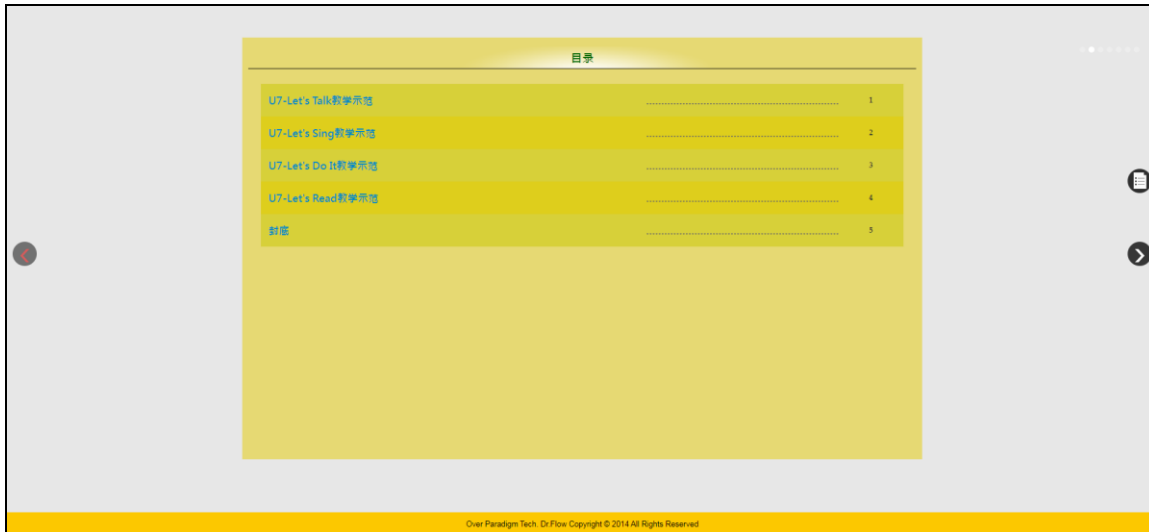 目录
U7-Let's Talk教学示范 1
U7-Let's Sing教学示范 2
U7-Let's Do It教学示范 3
U7-Let's Read教学示范 4
封底 5
Over Paradigm Tech. Dr.Flow Copyright © 2014 All Rights Reserved